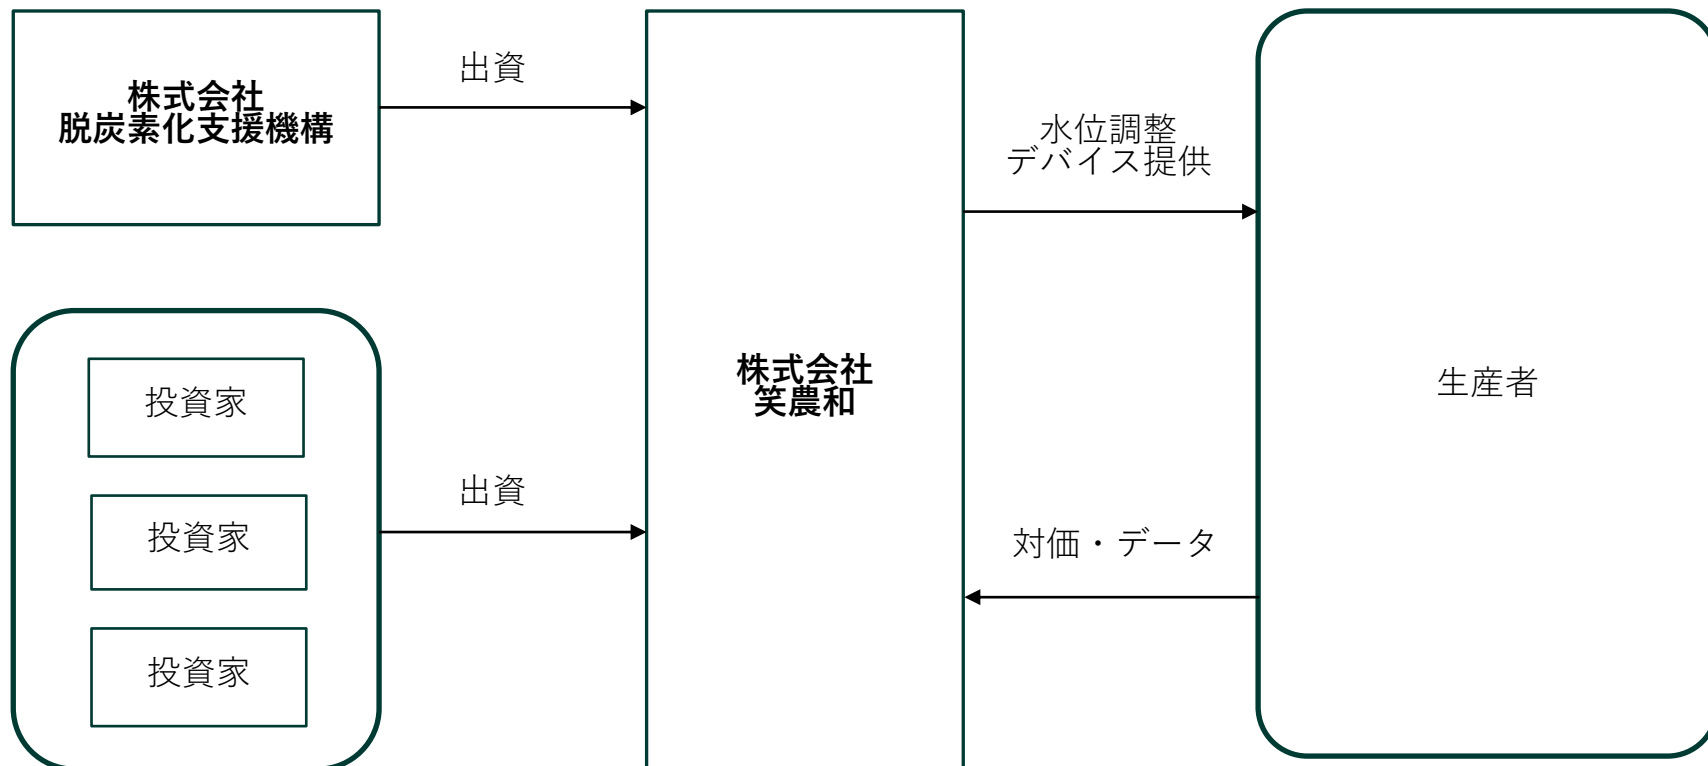 株式会社
脱炭素化支援機構
出資
投資家
投資家
投資家
出資
株式会社
笑農和
水位調整
デバイス提供
対価・データ
生産者